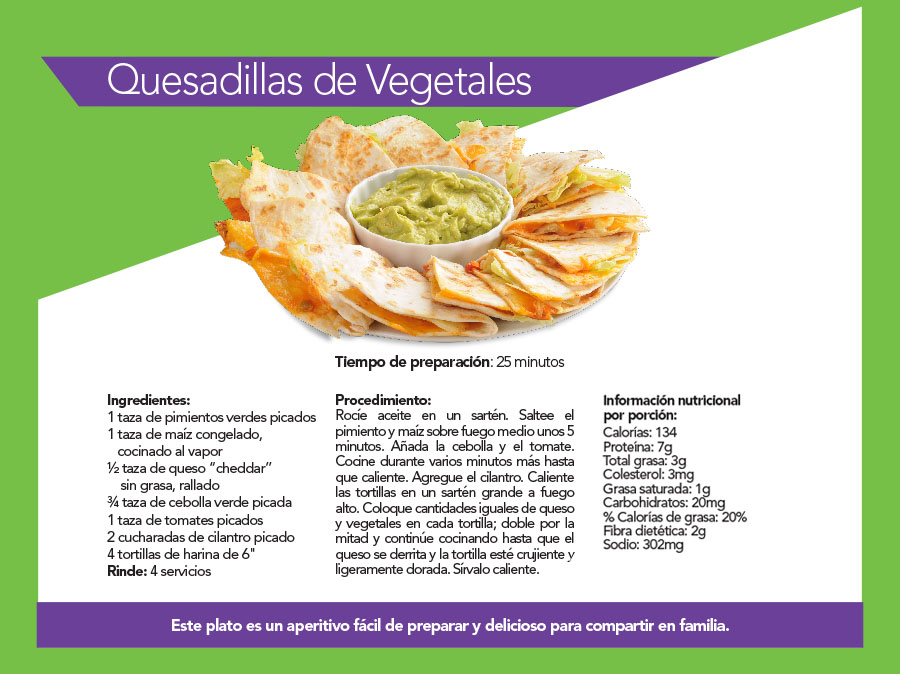 Quesadillas de Vegetales
Tiempo de preparación: 25 minutos
Ingredientes:
1 taza de pimientos verdes picados
1 taza de maíz congelado,
cocinado al vapor
½ taza de queso “cheddar”
sin grasa, rallado
¾ taza de cebolla verde picada
1 taza de tomates picados
2 cucharadas de cilantro picado
4 tortillas de harina de 6"
Rinde: 4 servicios
Procedimiento:
Rocíe aceite en un sartén. Saltee el
pimiento y maíz sobre fuego medio unos 5
minutos. Añada la cebolla y el tomate.
Cocine durante varios minutos más hasta
que caliente. Agregue el cilantro. Caliente
las tortillas en un sartén grande a fuego
alto. Coloque cantidades iguales de queso
y vegetales en cada tortilla; doble por la
mitad y continúe cocinando hasta que el
queso se derrita y la tortilla esté crujiente y
ligeramente dorada. Sírvalo caliente.
Información nutricional
por porción:
Calorías: 134
Proteína: 7g
Total grasa: 3g
Colesterol: 3mg
Grasa saturada: 1g
Carbohidratos: 20mg
% Calorías de grasa: 20%
Fibra dietética: 2g
Sodio: 302mg
Este plato es un aperitivo fácil de preparar y delicioso para compartir en familia.